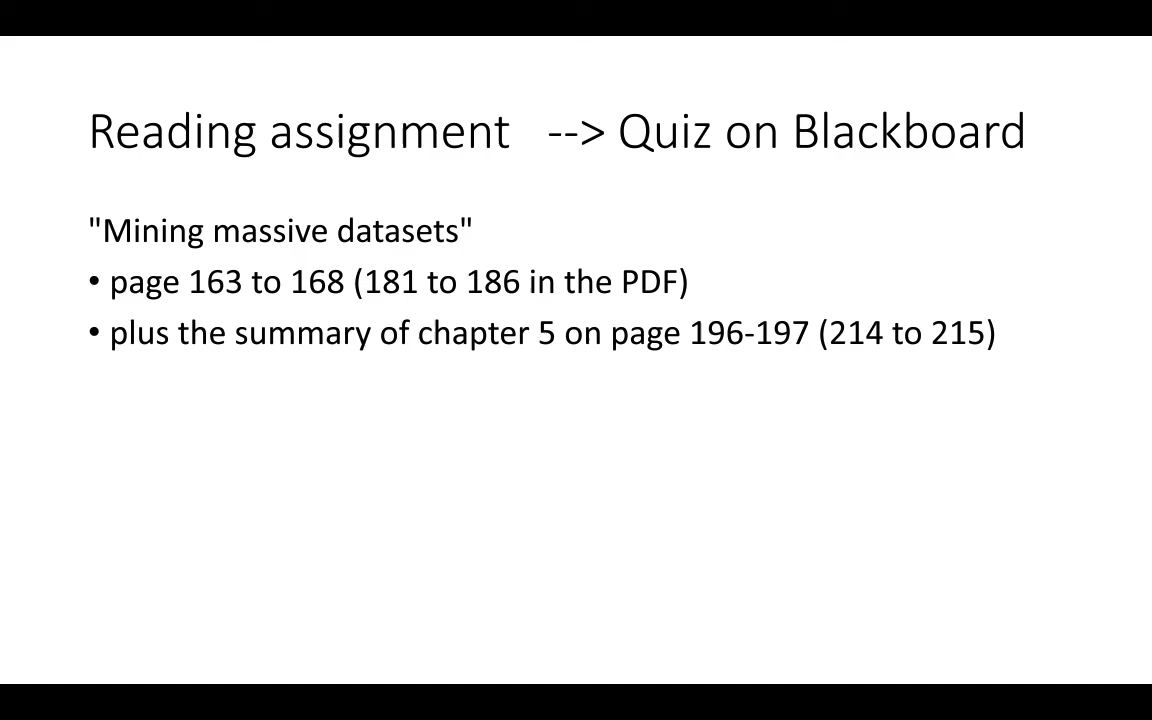 Reading assignment --> Quiz on Blackboard
"Mining massive datasets"
• page 163 to 168 (181 to 186 in the PDF)
• plus the summary of chapter 5 on page 196-197 (214 to 215)